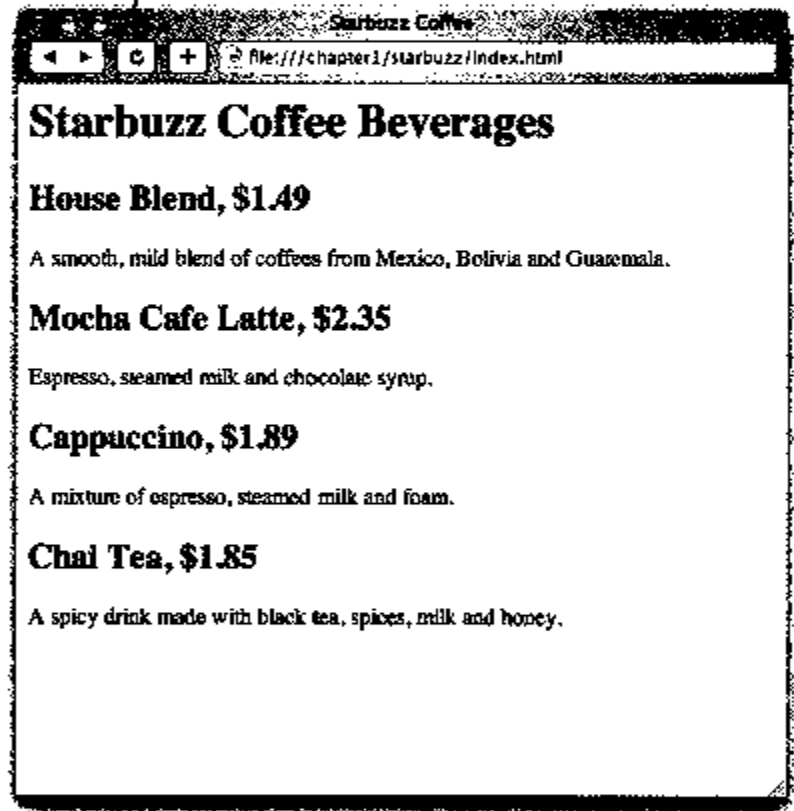 Starbuzz Coffee
file:///chapter1/starbuzz/index.html
Starbuzz Coffee Beverages
House Blend, $1.49
A smooth, mild blend of coffees from Mexico, Bolivia and Guatemala.
Mocha Cafe Latte, $2.35
Espresso, steamed milk and chocolate syrup.
Cappuccino, $1.89
A mixture of espresso, steamed milk and foam.
Chai Tea, $1.85
A spicy drink made with black tea, spices, milk and honey.